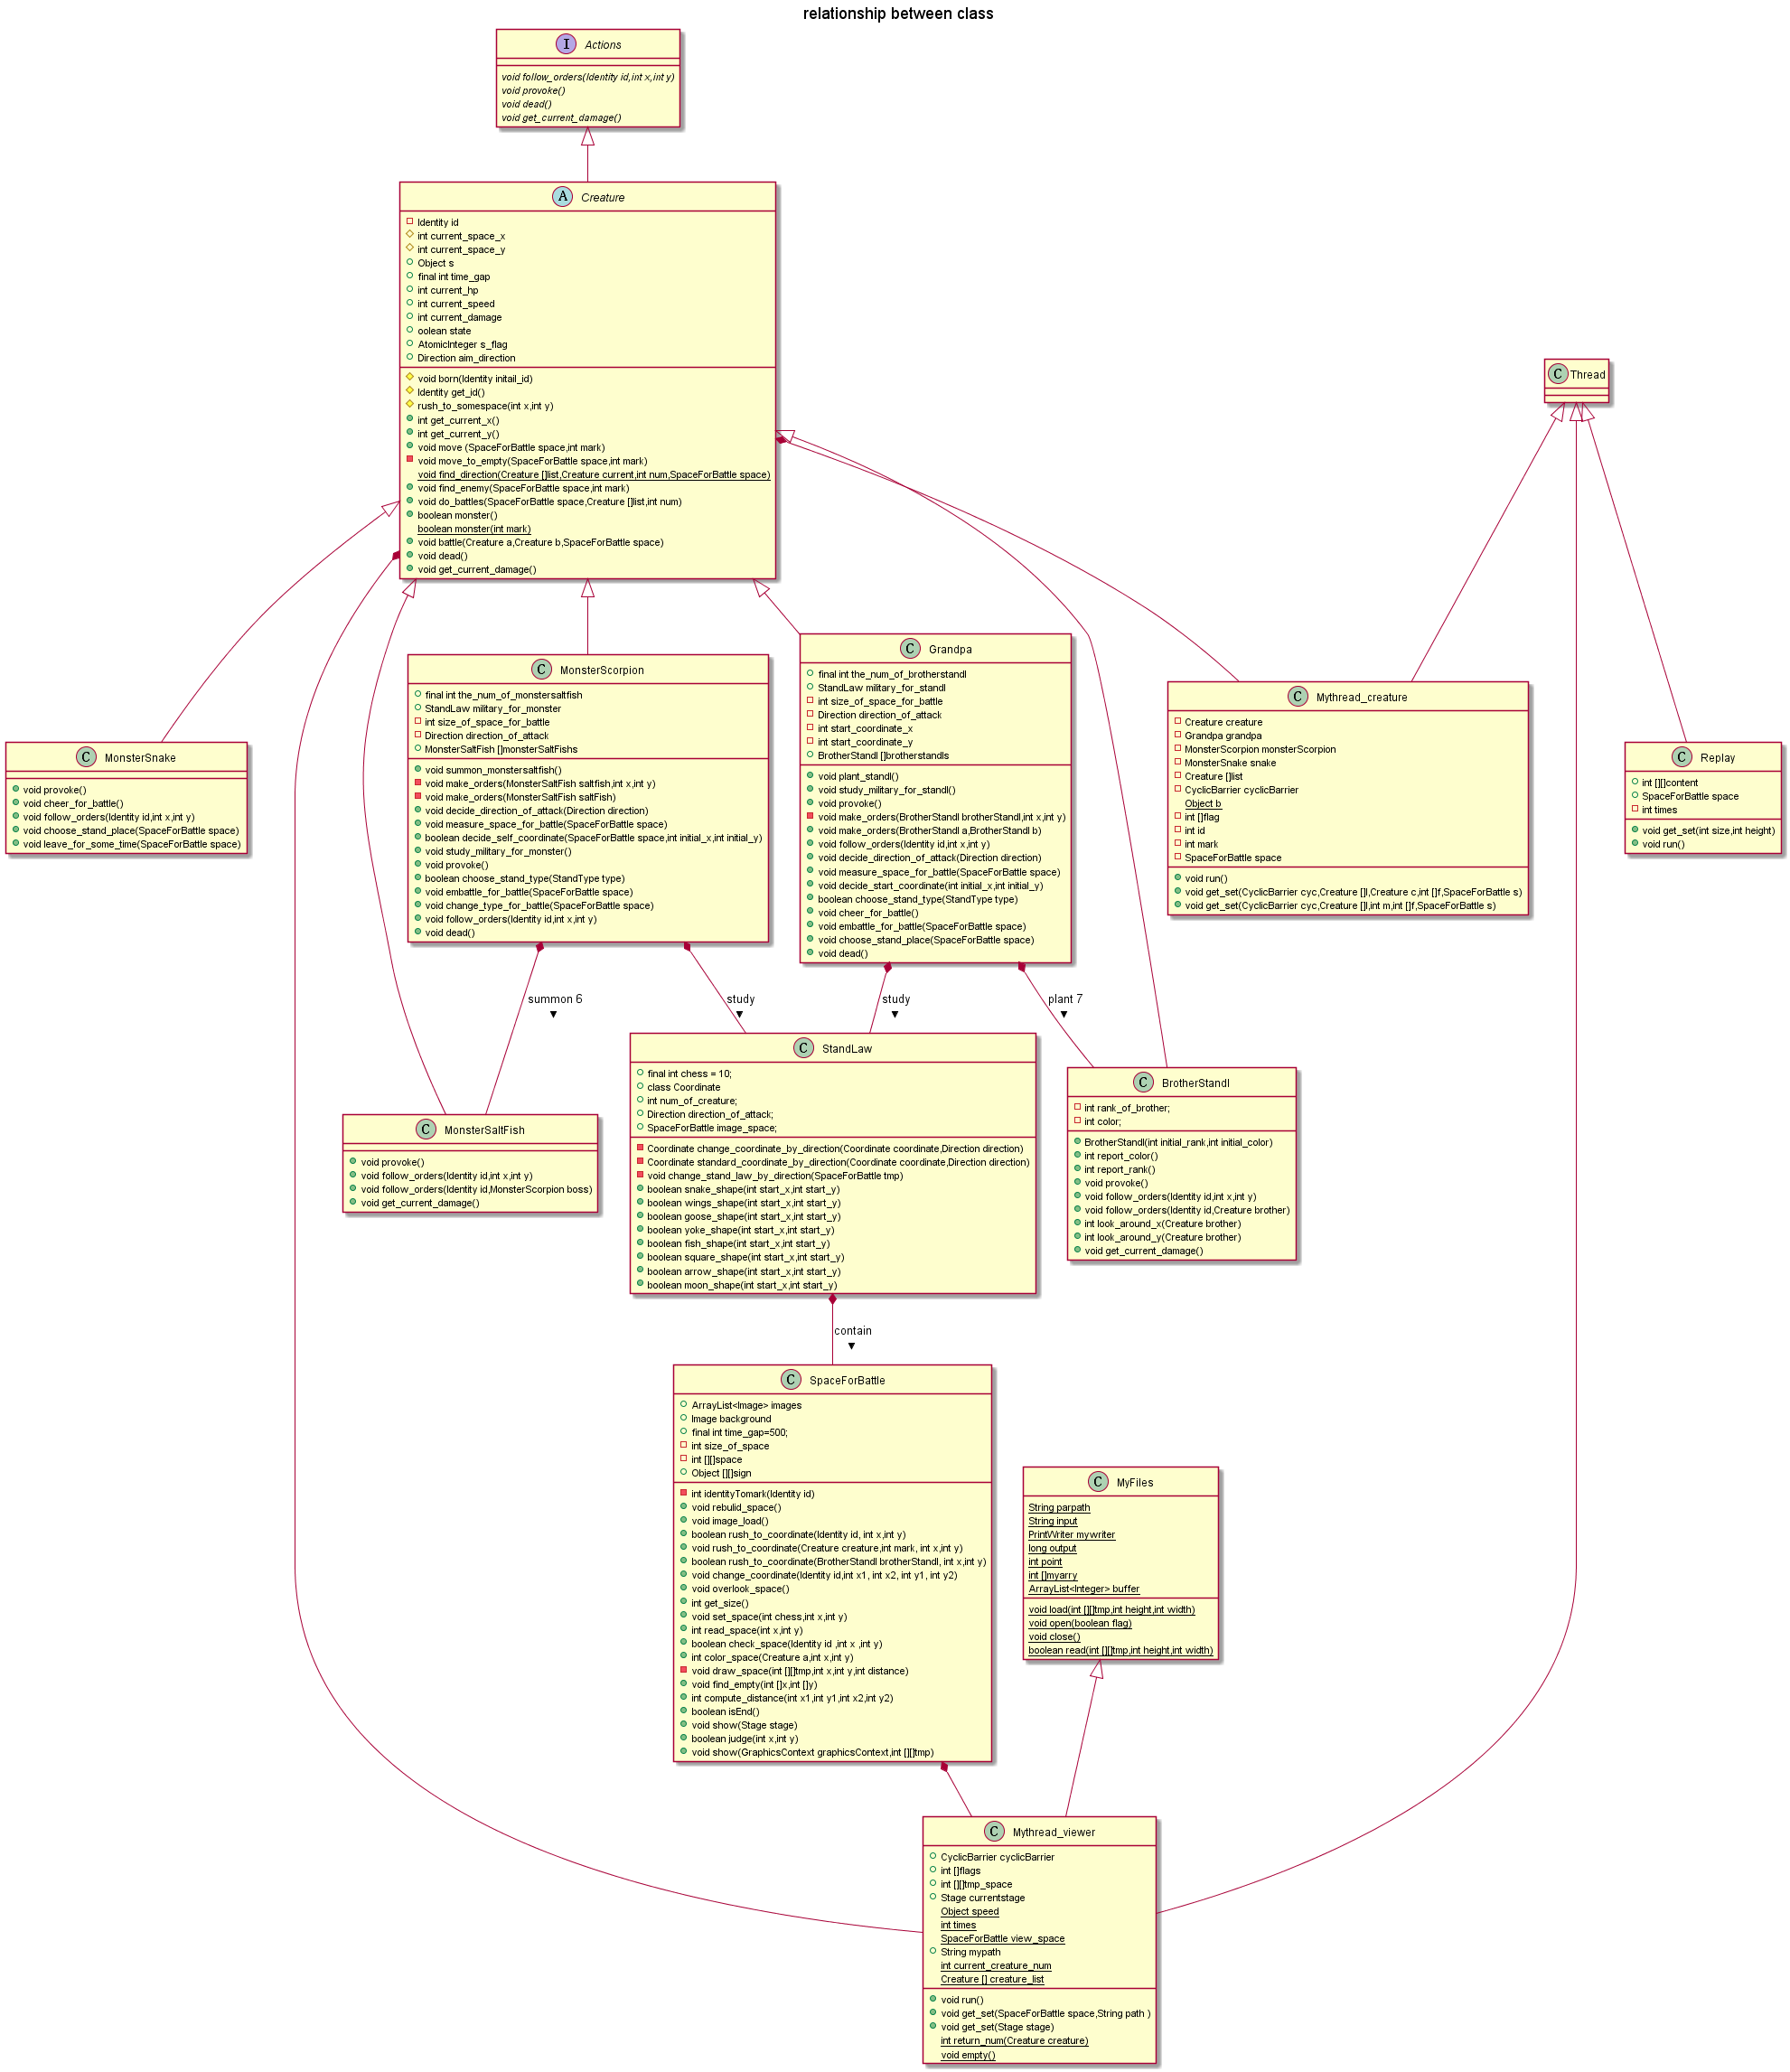 relationship between class
I Actions
void follow_orders(Identity id,int x,int y)
void provoke()
void dead()
void get_current_damage()
A Creature
Identity id
int current_space_x
int current_space_y
Object s
final int time_gap
int current_hp
int current_speed
int current_damage
oolean state
AtomicInteger s_flag
Direction aim_direction
void born(Identity initail_id)
Identity get_id()
rush_to_somespace(int x,int y)
int get_current_x()
int get_current_y()
void move (SpaceForBattle space,int mark)
void move_to_empty(SpaceForBattle space,int mark)
void find_direction(Creature []list,Creature current,int num,SpaceForBattle space)
void find_enemy(SpaceForBattle space,int mark)
void do_battles(SpaceForBattle space,Creature []list,int num)
boolean monster()
boolean monster(int mark)
void battle(Creature a,Creature b,SpaceForBattle space)
void dead()
void get_current_damage()
C Thread
C MonsterScorpion
final int the_num_of_monstersaltfish
StandLaw military_for_monster
int size_of_space_for_battle
Direction direction_of_attack
MonsterSaltFish []monsterSaltFishs
void summon_monstersaltfish()
void make_orders(MonsterSaltFish saltfish,int x,int y)
void make_orders(MonsterSaltFish saltFish)
void decide_direction_of_attack(Direction direction)
void measure_space_for_battle(SpaceForBattle space)
boolean decide_self_coordinate(SpaceForBattle space,int initial_x,int initial_y)
void study_military_for_monster()
void provoke()
boolean choose_stand_type(StandType type)
void embattle_for_battle(SpaceForBattle space)
void change_type_for_battle(SpaceForBattle space)
void follow_orders(Identity id,int x,int y)
void dead()
C Grandpa
final int the_num_of_brotherstandl
StandLaw military_for_standl
int size_of_space_for_battle
Direction direction_of_attack
int start_coordinate_x
int start_coordinate_y
BrotherStandl []brotherstandls
void plant_standl()
void study_military_for_standl()
void provoke()
void make_orders(BrotherStandl brotherStandl,int x,int y)
void make_orders(BrotherStandl a,BrotherStandl b)
void follow_orders(Identity id,int x,int y)
void decide_direction_of_attack(Direction direction)
void measure_space_for_battle(SpaceForBattle space)
void decide_start_coordinate(int initial_x,int initial_y)
boolean choose_stand_type(StandType type)
void cheer_for_battle()
void embattle_for_battle(SpaceForBattle space)
void choose_stand_place(SpaceForBattle space)
void dead()
C Mythread_creature
Creature creature
Grandpa grandpa
MonsterScorpion monsterScorpion
MonsterSnake snake
Creature []list
CyclicBarrier cyclicBarrier
Object b
int []flag
int id
int mark
SpaceForBattle space
void run()
void get_set(CyclicBarrier cyc,Creature []l,Creature c,int []f,SpaceForBattle s)
void get_set(CyclicBarrier cyc,Creature []l,int m,int []f,SpaceForBattle s)
C MonsterSnake
void provoke()
void cheer_for_battle()
void follow_orders(Identity id,int x,int y)
void choose_stand_place(SpaceForBattle space)
void leave_for_some_time(SpaceForBattle space)
C Replay
int [][]content
SpaceForBattle space
int times
void get_set(int size,int height)
void run()
summon 6
study
study
plant 7
C StandLaw
final int chess = 10;
class Coordinate
int num_of_creature;
Direction direction_of_attack;
SpaceForBattle image_space;
Coordinate change_coordinate_by_direction(Coordinate coordinate,Direction direction)
Coordinate standard_coordinate_by_direction(Coordinate coordinate,Direction direction)
void change_stand_law_by_direction(SpaceForBattle tmp)
boolean snake_shape(int start_x,int start_y)
boolean wings_shape(int start_x,int start_y)
boolean goose_shape(int start_x,int start_y)
boolean yoke_shape(int start_x,int start_y)
boolean fish_shape(int start_x,int start_y)
boolean square_shape(int start_x,int start_y)
boolean arrow_shape(int start_x,int start_y)
boolean moon_shape(int start_x,int start_y)
C BrotherStandl
int rank_of_brother;
int color;
BrotherStandl(int initial_rank,int initial_color)
int report_color()
int report_rank()
void provoke()
void follow_orders(Identity id,int x,int y)
void follow_orders(Identity id,Creature brother)
int look_around_x(Creature brother)
int look_around_y(Creature brother)
void get_current_damage()
C MonsterSaltFish
void provoke()
void follow_orders(Identity id,int x,int y)
void follow_orders(Identity id,MonsterScorpion boss)
void get_current_damage()
contain
C SpaceForBattle
ArrayList<Image> images
Image background
final int time_gap=500;
int size_of_space
int [][]space
Object [][]sign
int identityTomark(Identity id)
void rebulid_space()
void image_load()
boolean rush_to_coordinate(Identity id, int x,int y)
void rush_to_coordinate(Creature creature,int mark, int x,int y)
boolean rush_to_coordinate(BrotherStandl brotherStandl, int x,int y)
void change_coordinate(Identity id,int x1, int x2, int y1, int y2)
void overlook_space()
int get_size()
void set_space(int chess,int x,int y)
int read_space(int x,int y)
boolean check_space(Identity id ,int x ,int y)
int color_space(Creature a,int x,int y)
void draw_space(int [][]tmp,int x,int y,int distance)
void find_empty(int []x,int []y)
int compute_distance(int x1,int y1,int x2,int y2)
boolean isEnd()
void show(Stage stage)
boolean judge(int x,int y)
void show(GraphicsContext graphicsContext,int [][]tmp)
C MyFiles
String parpath
String input
PrintWriter mywriter
long output
int point
int []myarry
ArrayList<Integer> buffer
void load(int [][]tmp,int height,int width)
void open(boolean flag)
void close()
boolean read(int [][]tmp,int height,int width)
C Mythread_viewer
CyclicBarrier cyclicBarrier
int []flags
int [][]tmp_space
Stage currentstage
Object speed
int times
SpaceForBattle view_space
String mypath
int current_creature_num
Creature [] creature_list
void run()
void get_set(SpaceForBattle space,String path )
void get_set(Stage stage)
int return_num(Creature creature)
void empty()